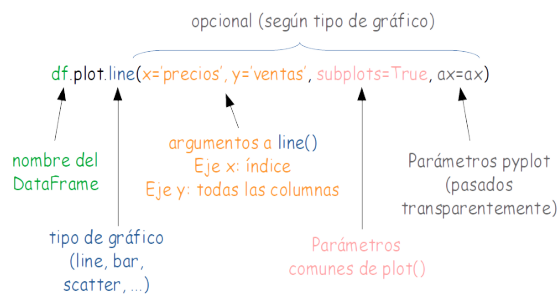 opcional (según tipo de gráfico)
df.plot.line(x='precios', y='ventas', subplots=True, ax=ax)
nombre del
DataFrame
argumentos a line()
Eje x: índice
Eje y: todas las columnas
Parámetros pyplot
(pasados
transparentemente)
tipo de gráfico
(line, bar,
scatter, ...)
Parámetros
comunes de plot()